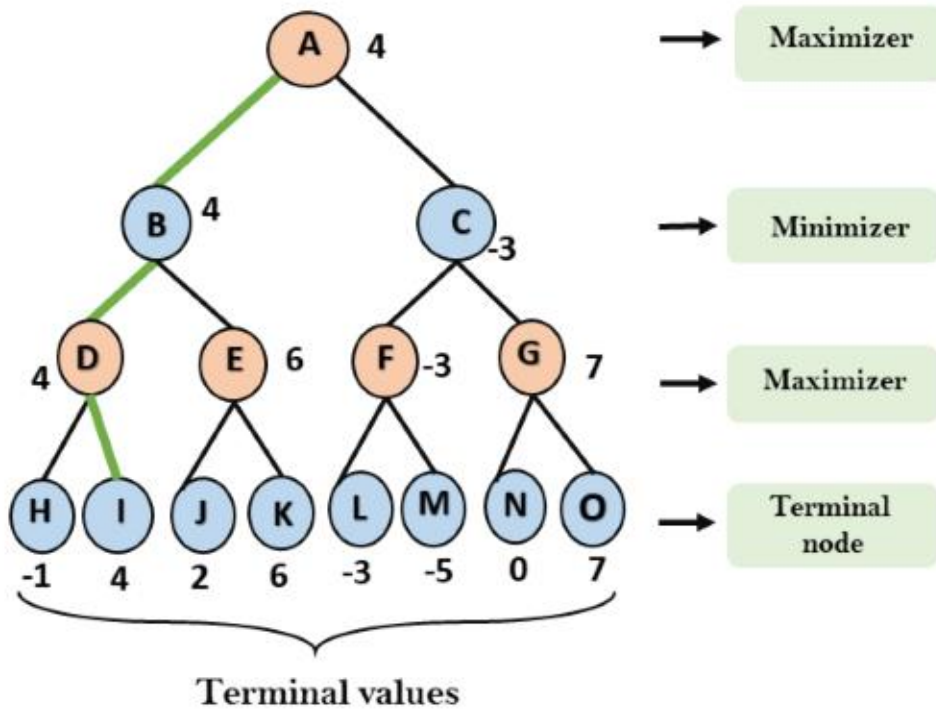 A 4 Maximizer
B 4 C -3 Minimizer
D 4 E 6 F -3 G 7 Maximizer
H I J K L M N O Terminal
node
-1 4 2 6 -3 -5 0 7
Terminal values